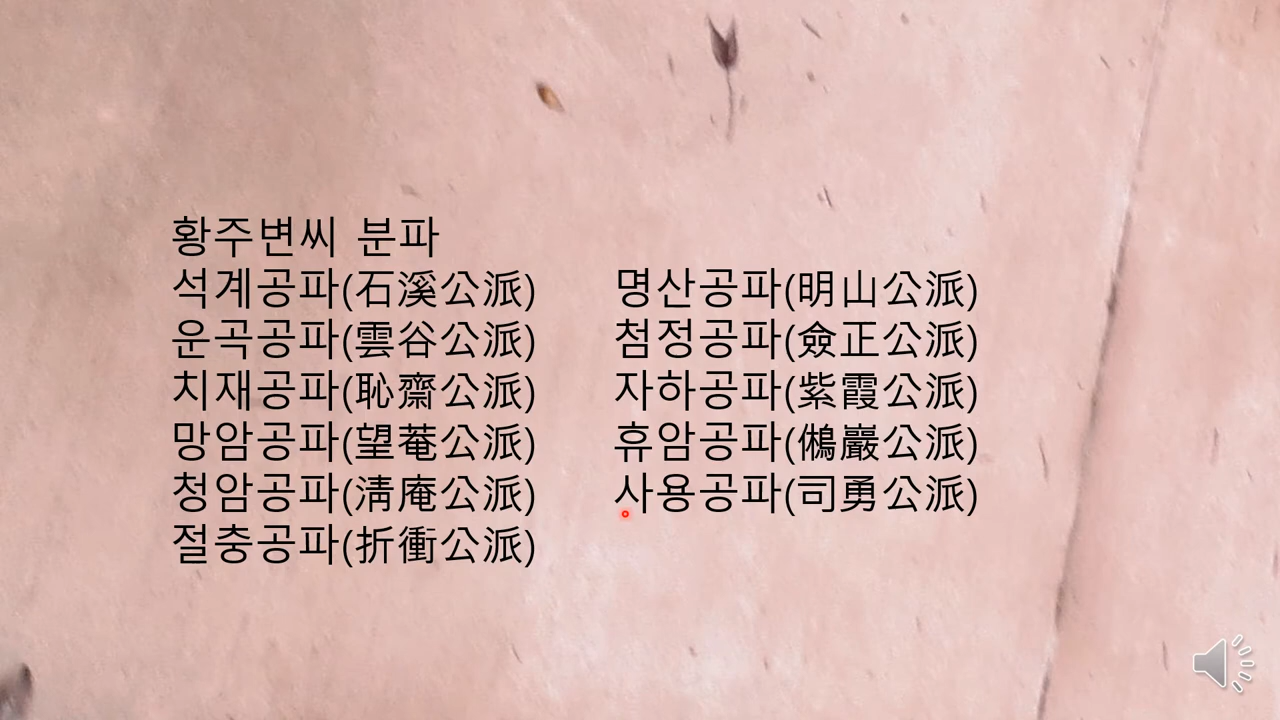 황주변씨 분파
석계공파(石溪公派) 명산공파(明山公派)
운곡공파(雲谷公派) 첨정공파(僉正公派)
치재공파(恥齋公派) 자하공파(紫霞公派)
망암공파(望菴公派) 휴암공파(鵂巖公派)
청암공파(淸庵公派) 사용공파(司勇公派)
절충공파(折衝公派)